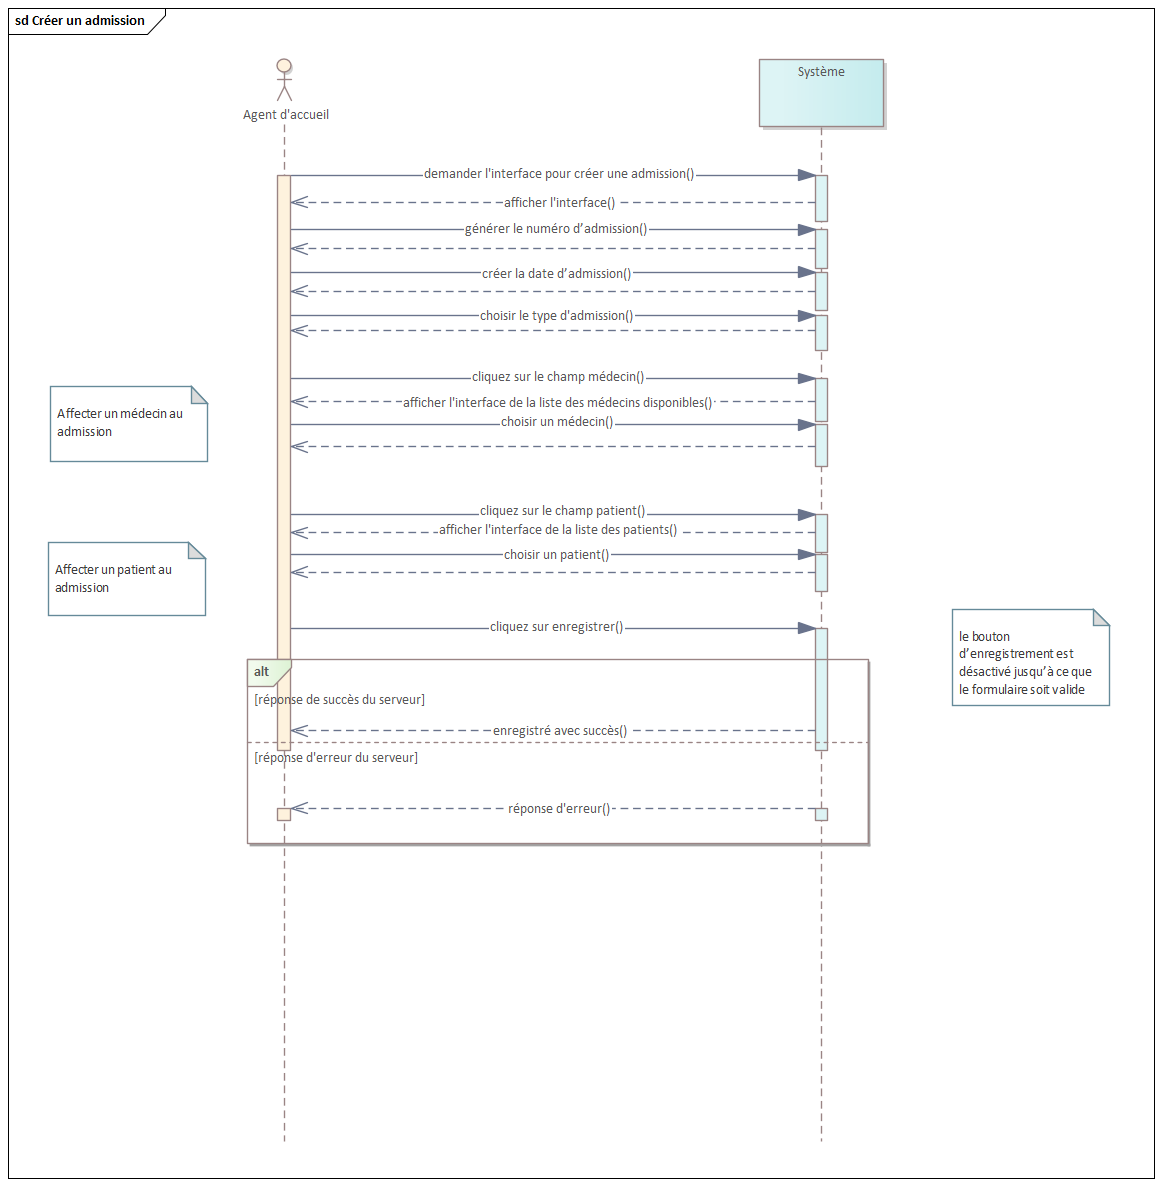 sd Créer un admission
Agent d'accueil
Système
demander l'interface pour créer une admission()
afficher l'interface()
générer le numéro d’admission()
créer la date d’admission()
choisir le type d'admission()
cliquez sur le champ médecin()
afficher l'interface de la liste des médecins disponibles()
choisir un médecin()
Affecter un médecin au
admission
cliquez sur le champ patient()
afficher l'interface de la liste des patients()
choisir un patient()
Affecter un patient au
admission
cliquez sur enregistrer()
le bouton
d’enregistrement est
désactivé jusqu’à ce que
le formulaire soit valide
alt
[réponse de succès du serveur]
enregistré avec succès()
[réponse d'erreur du serveur]
réponse d'erreur()